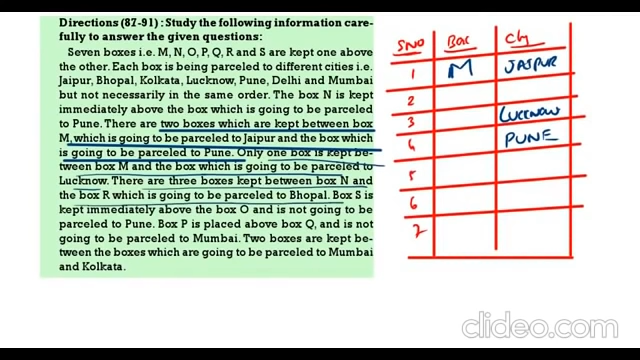 Directions (87-91) : Study the following information care-
fully to answer the given questions:
Seven boxes i.e. M, N, O, P, Q, R and S are kept one above
the other. Each box is being parceled to different cities i.e.
Jaipur, Bhopal, Kolkata, Lucknow, Pune, Delhi and Mumbai
but not necessarily in the same order. The box N is kept
immediately above the box which is going to be parceled
to Pune. There are two boxes which are kept between box
M, which is going to be parceled to Jaipur and the box which
is going to be parceled to Pune. Only one box is kept be-
tween box M and the box which is going to be parceled to
Lucknow. There are three boxes kept between box N and
the box R which is going to be parceled to Bhopal. Box S is
kept immediately above the box O and is not going to be
parceled to Pune. Box P is placed above box Q, and is not
going to be parceled to Mumbai. Two boxes are kept be-
tween the boxes which are going to be parceled to Mumbai
and Kolkata.
SNO Box City
1 M JAIPUR
2
3 LUCKNOW
4 PUNE
5
6
7
clideo.com